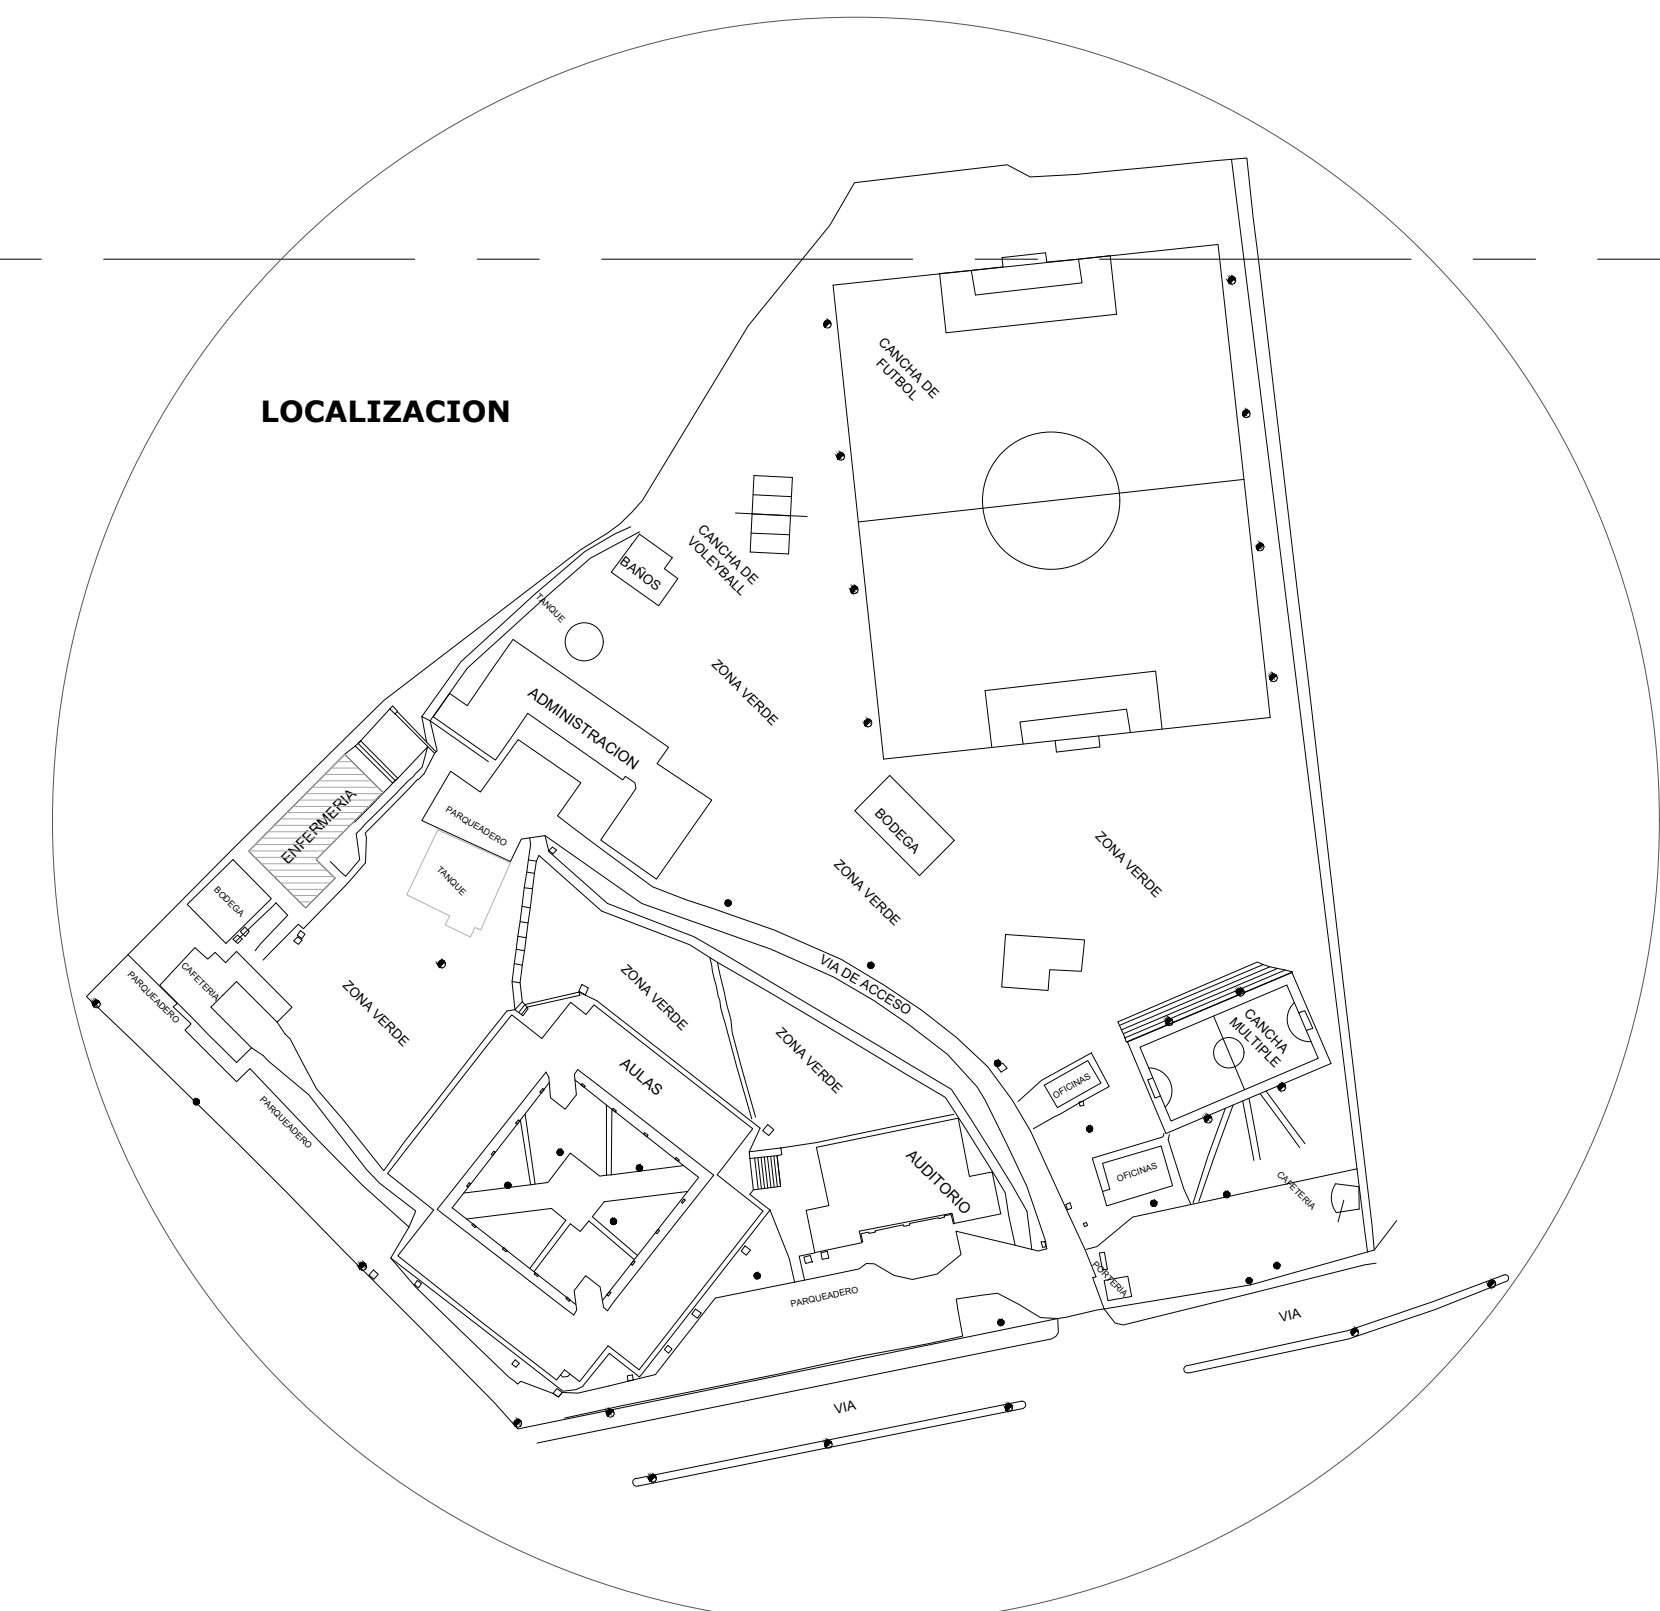 CANCHA DE
FUTBOL
LOCALIZACION
CANCHA DE
VOLEYBALL
BAÑOS
TANQUE
ZONA VERDE
ADMINISTRACION
ENFERMERIA
PARQUEADERO
BODEGA
ZONA VERDE
TANQUE
ZONA VERDE
BODEGA
CAFETERIA
PARQUEADERO
ZONA VERDE
ZONA VERDE
VIA DE ACCESO
CANCHA
MULTIPLE
ZONA VERDE
AULAS
OFICINAS
PARQUEADERO
AUDITORIO
OFICINAS
CAFETERIA
PORTERIA
PARQUEADERO
VIA
VIA